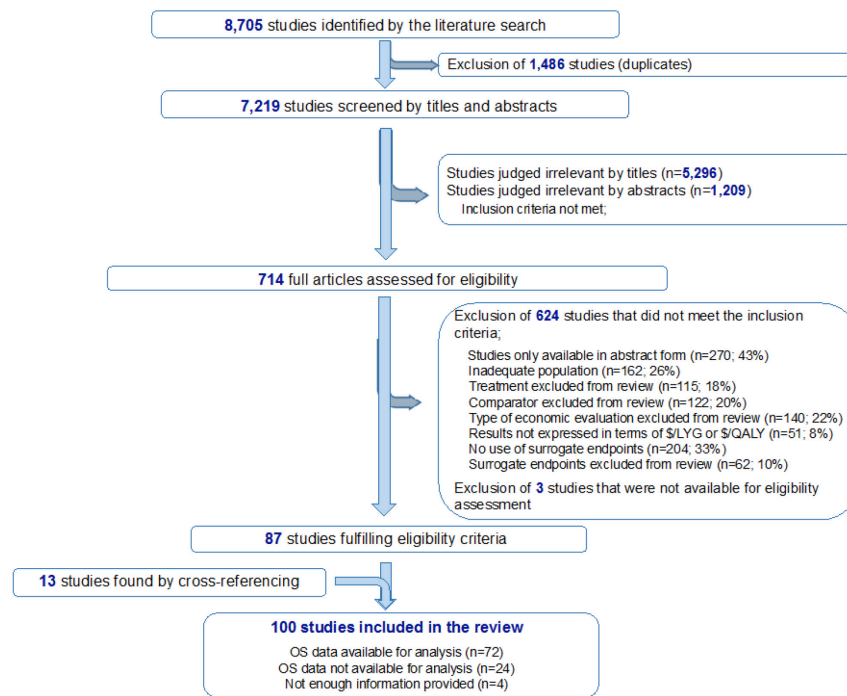 8,705 studies identified by the literature search
Exclusion of 1,486 studies (duplicates)
7,219 studies screened by titles and abstracts
Studies judged irrelevant by titles (n=5,296)
Studies judged irrelevant by abstracts (n=1,209)
Inclusion criteria not met;
714 full articles assessed for eligibility
Exclusion of 624 studies that did not meet the inclusion
criteria;
Studies only available in abstract form (n=270; 43%)
Inadequate population (n=162; 26%)
Treatment excluded from review (n=115; 18%)
Comparator excluded from review (n=122; 20%)
Type of economic evaluation excluded from review (n=140; 22%)
Results not expressed in terms of $/LYG or $/QALY (n=51; 8%)
No use of surrogate endpoints (n=204; 33%)
Surrogate endpoints excluded from review (n=62; 10%)
Exclusion of 3 studies that were not available for eligibility
assessment
87 studies fulfilling eligibility criteria
13 studies found by cross-referencing
100 studies included in the review
OS data available for analysis (n=72)
OS data not available for analysis (n=24)
Not enough information provided (n=4)